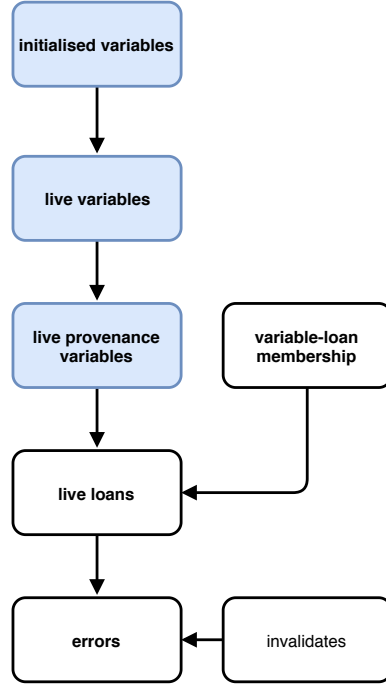 initialised variables
live variables
live provenance
variables
variable-loan
membership
live loans
errors
invalidates